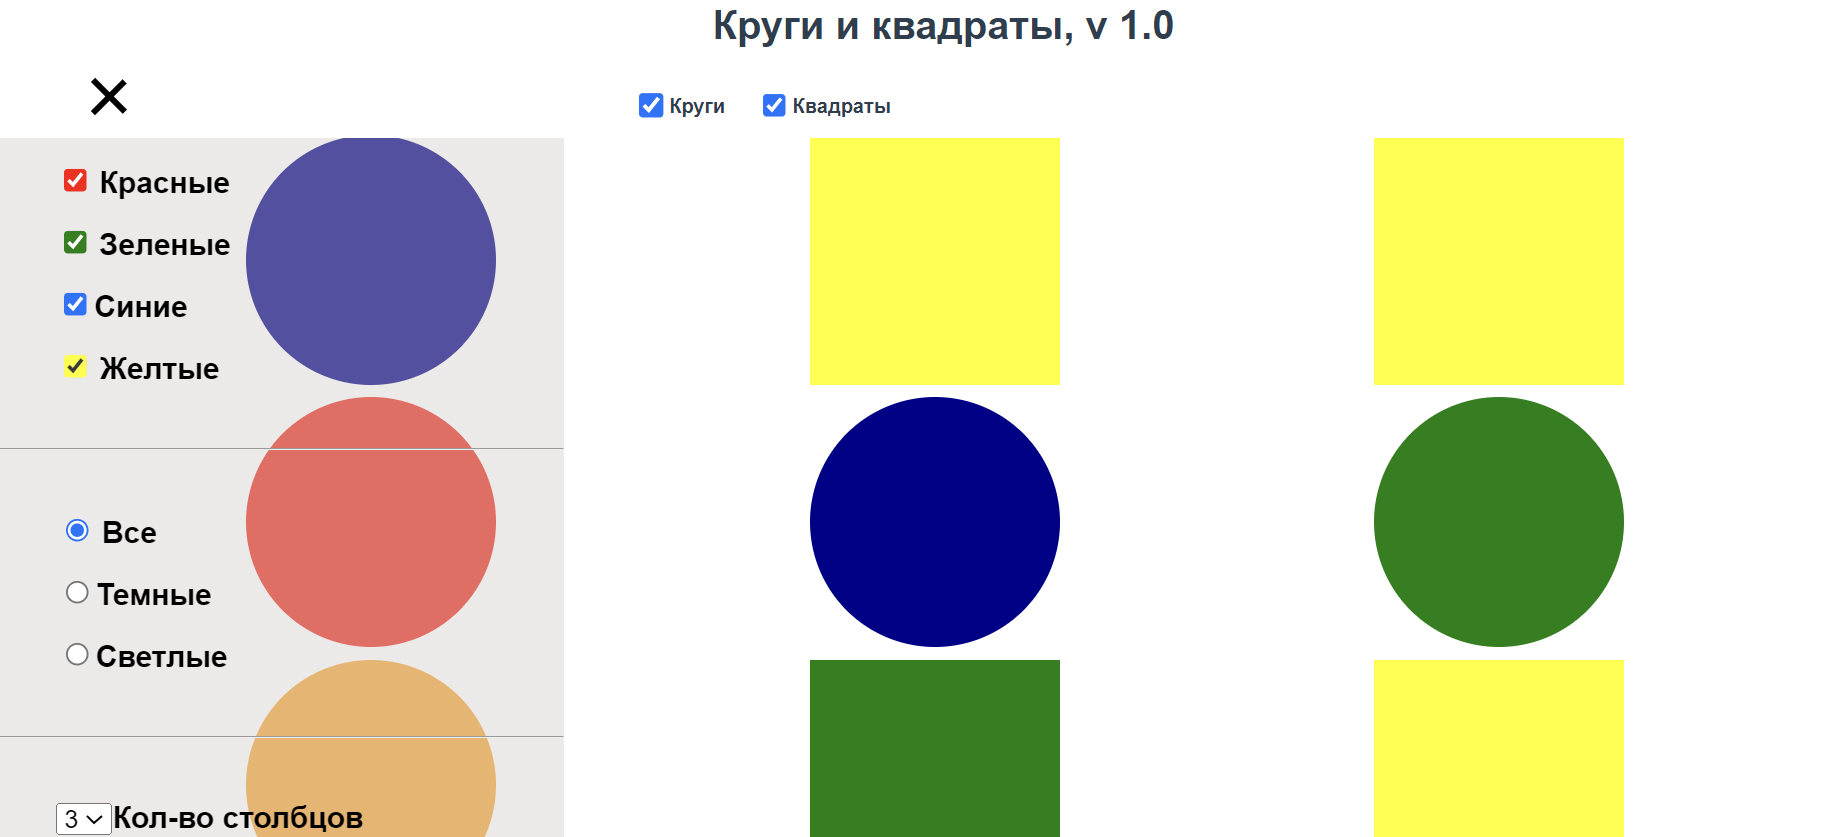 Круги и квадраты, v 1.0
Круги
Квадраты
Красные
Зеленые
Синие
Желтые
Все
Темные
Светлые
3 Кол-во столбцов